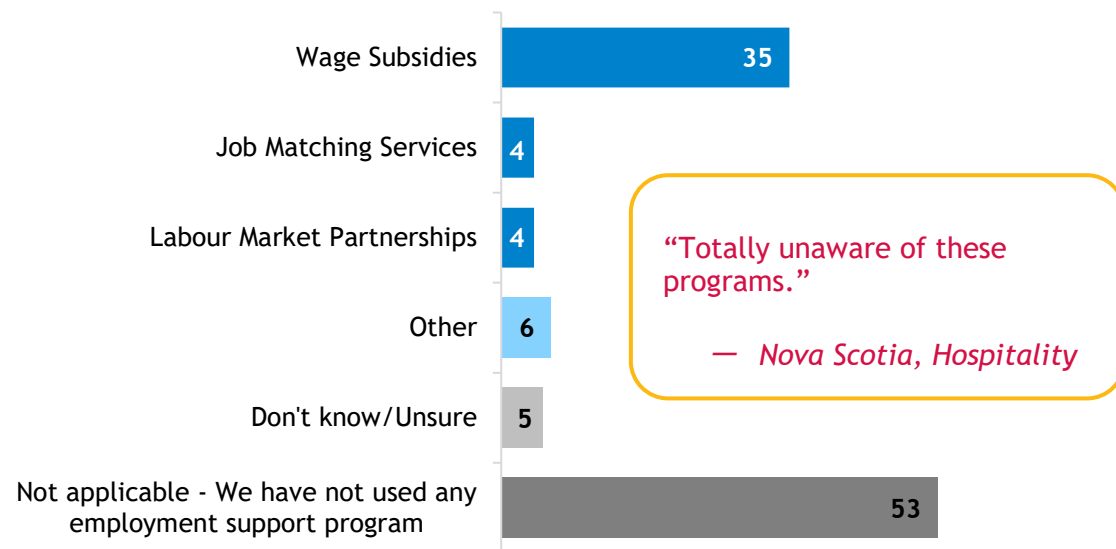 Wage Subsidies
35
Job Matching Services
4
Labour Market Partnerships
4
Other
6
Don't know/Unsure
5
Not applicable - We have not used any
employment support program
53
“Totally unaware of these
programs.”
— Nova Scotia, Hospitality